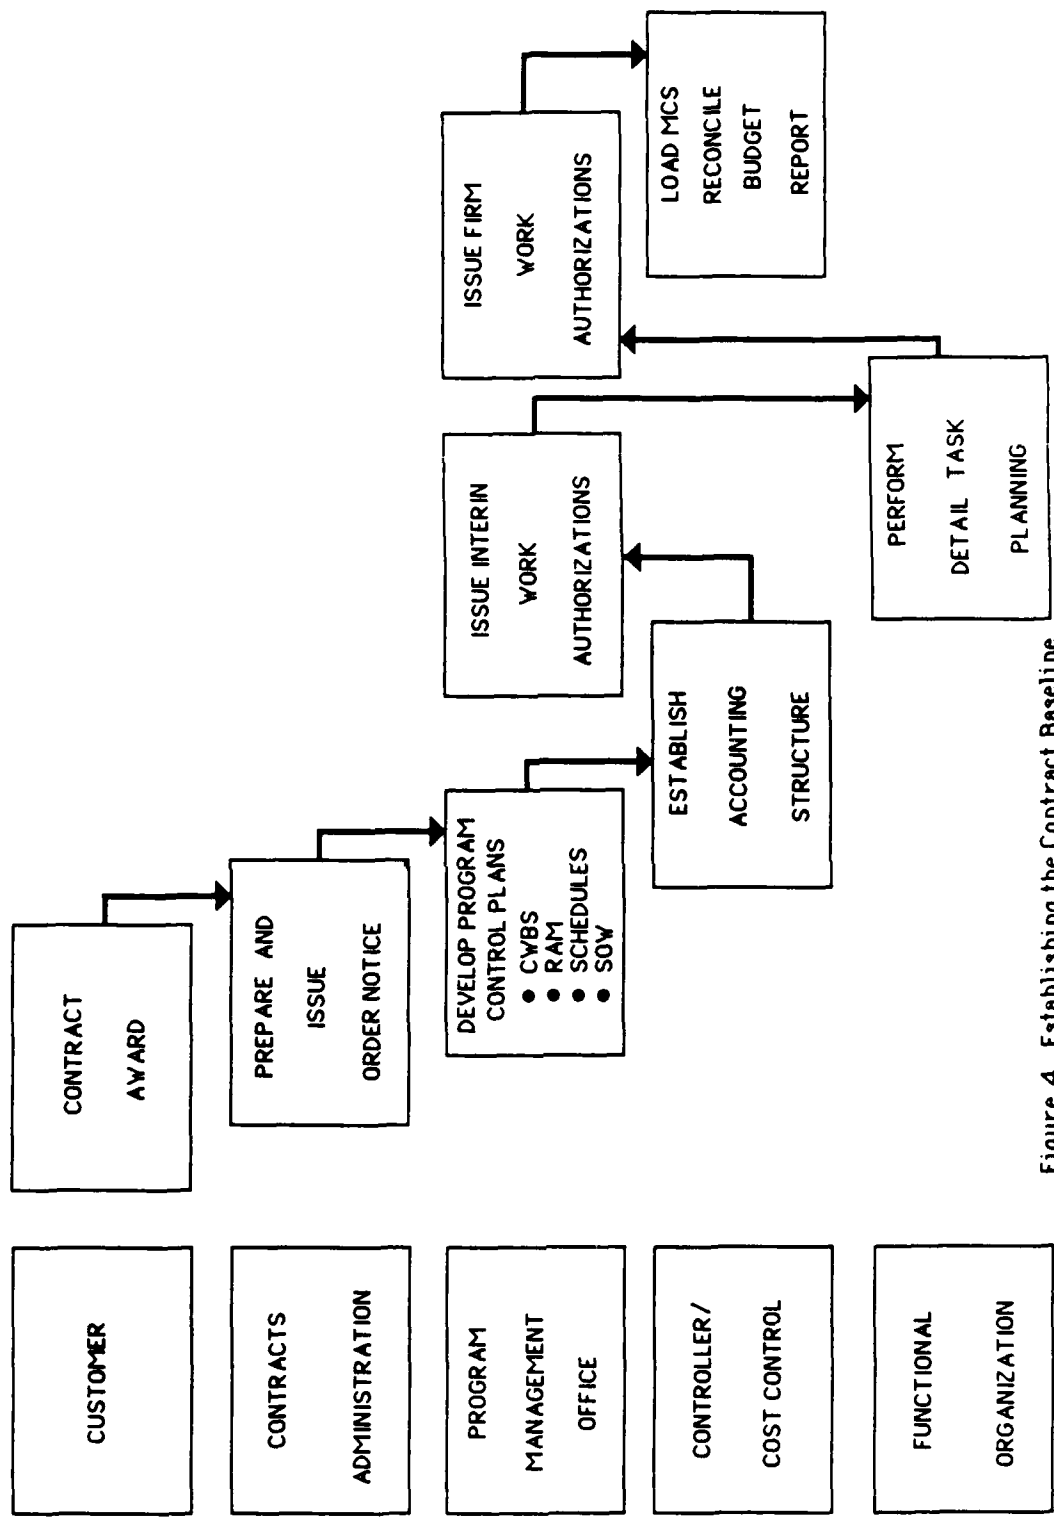 CUSTOMER
CONTRACT
AWARD
CONTRACTS
ADMINISTRATION
PREPARE AND
ISSUE
ORDER NOTICE
PROGRAM
MANAGEMENT
OFFICE
DEVELOP PROGRAM
CONTROL PLANS
● CWBS
● RAM
● SCHEDULES
● SOW
ISSUE INTERIN
WORK
AUTHORIZATIONS
ISSUE FIRM
WORK
AUTHORIZATIONS
CONTROLLER/
COST CONTROL
ESTABLISH
ACCOUNTING
STRUCTURE
LOAD MCS
RECONCILE
BUDGET
REPORT
FUNCTIONAL
ORGANIZATION
PERFORM
DETAIL TASK
PLANNING
Figure 4 Establishing the Contract Baseline